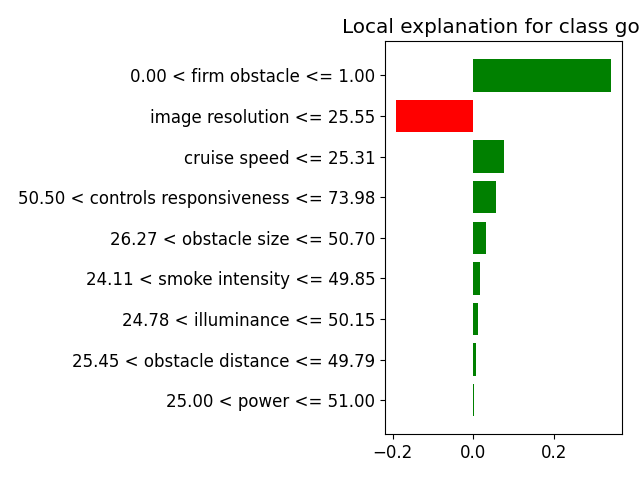 Local explanation for class go
0.00 < firm obstacle <= 1.00
image resolution <= 25.55
cruise speed <= 25.31
50.50 < controls responsiveness <= 73.98
26.27 < obstacle size <= 50.70
24.11 < smoke intensity <= 49.85
24.78 < illuminance <= 50.15
25.45 < obstacle distance <= 49.79
25.00 < power <= 51.00
−0.2 0.0 0.2